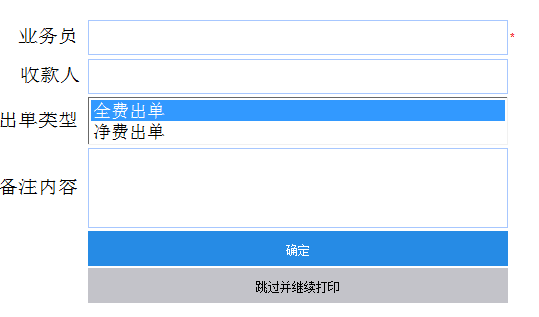 业务员 *
收款人
出单类型 全费出单
净费出单
备注内容
确定
跳过并继续打印